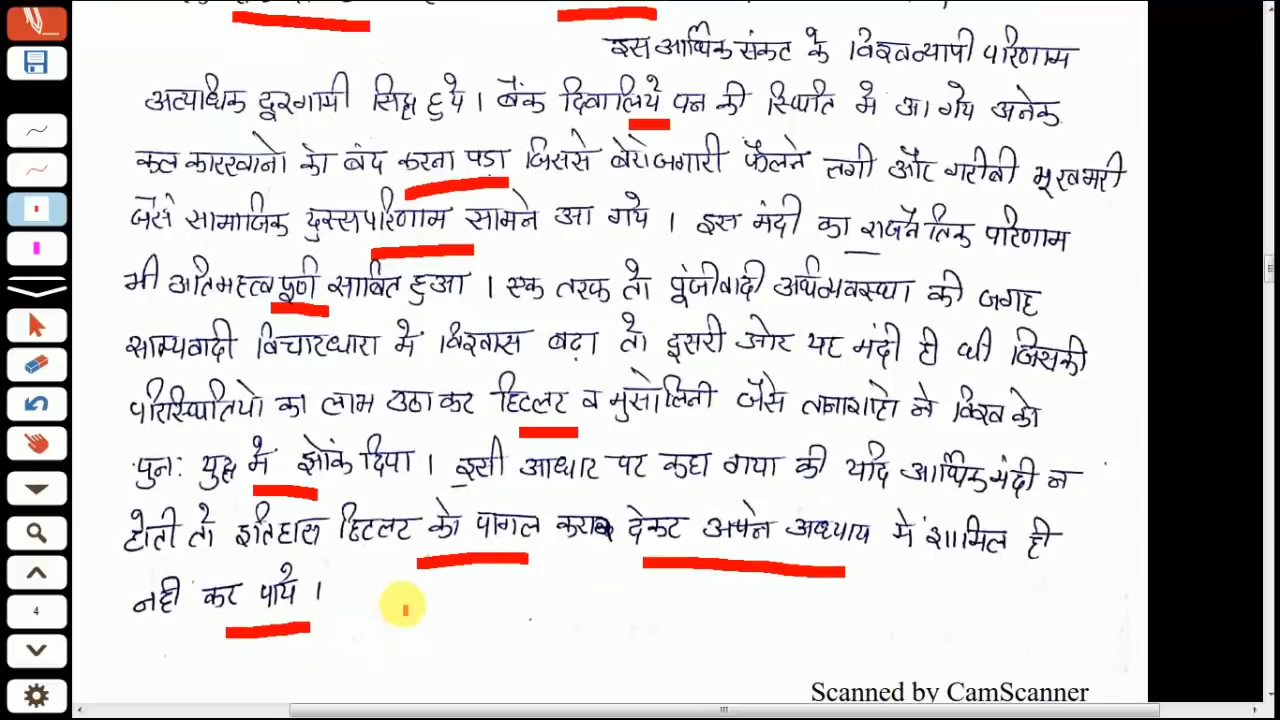 इस आर्थिक संकट के विश्वव्यापी परिणाम
अत्याधिक दूरगामी सिद्ध हुये । बैंक दिवालिये पन की स्थिति मे आ गये अनेक
कल कारखानो को बंद करना पड़ा जिससे बेरोजगारी फैलने लगी और गरीबी भूखमरी
जैसे सामाजिक दुस्सपरिणाम सामने आ गये । इस मंदी का राजनैतिक परिणाम
भी अतिमहत्वपूर्ण साबित हुआ । एक तरफ तो पूंजीवादी अर्थव्यवस्था की जगह
साम्यवादी विचारधारा मे विश्वास बढ़ा तो दूसरी ओर यह मंदी ही थी जिसकी
परिस्थितियो का लाभ उठा कर हिटलर व मुसोलिनी जैसे तानाशाहो ने विश्व को
पुनः युद्ध मे झोंक दिया । इसी आधार पर कहा गया की यदि आर्थिक मंदी न
होती तो इतिहास हिटलर को पागल करार देकर अपने अध्याय मे शामिल ही
नही कर पाये ।
4
Scanned by CamScanner